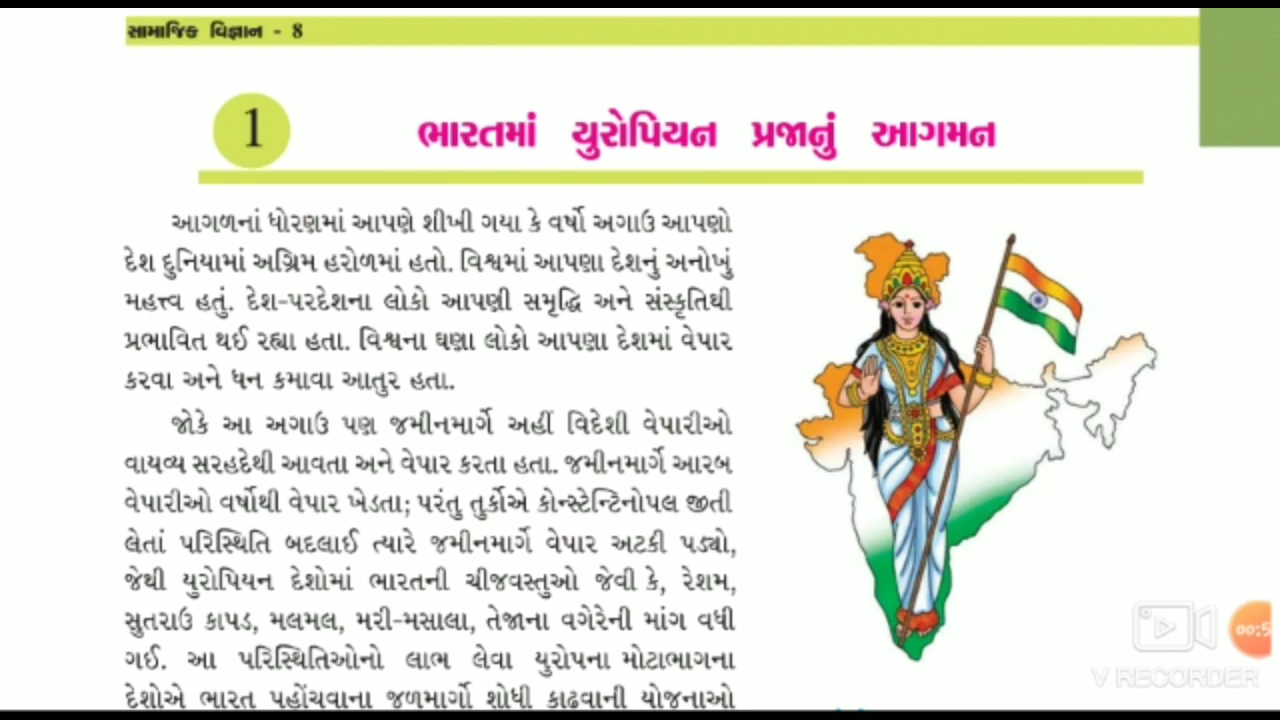 સામાજિક વિજ્ઞાન - 8
1
ભારતમાં યુરોપિયન પ્રજાનું આગમન
આગળનાં ધોરણમાં આપણે શીખી ગયા કે વર્ષો અગાઉ આપણો
દેશ દુનિયામાં અગ્રિમ હરોળમાં હતો. વિશ્વમાં આપણા દેશનું અનોખું
મહત્ત્વ હતું. દેશ-પરદેશના લોકો આપણી સમૃદ્ધિ અને સંસ્કૃતિથી
પ્રભાવિત થઈ રહ્યા હતા. વિશ્વના ઘણા લોકો આપણા દેશમાં વેપાર
કરવા અને ધન કમાવા આતુર હતા.
જોકે આ અગાઉ પણ જમીનમાર્ગે અહીં વિદેશી વેપારીઓ
વાયવ્ય સરહદેથી આવતા અને વેપાર કરતા હતા. જમીનમાર્ગે આરબ
વેપારીઓ વર્ષોથી વેપાર ખેડતા; પરંતુ તુર્કોએ કોન્સ્ટેન્ટિનોપલ જીતી
લેતાં પરિસ્થિતિ બદલાઈ ત્યારે જમીનમાર્ગે વેપાર અટકી પડ્યો,
જેથી યુરોપિયન દેશોમાં ભારતની ચીજવસ્તુઓ જેવી કે, રેશમ,
સુતરાઉ કાપડ, મલમલ, મરી-મસાલા, તેજાના વગેરેની માંગ વધી
ગઈ. આ પરિસ્થિતિઓનો લાભ લેવા યુરોપના મોટાભાગના
દેશોએ ભારત પહોંચવાના જળમાર્ગો શોધી કાઢવાની યોજનાઓ
00:5
V RECORDER